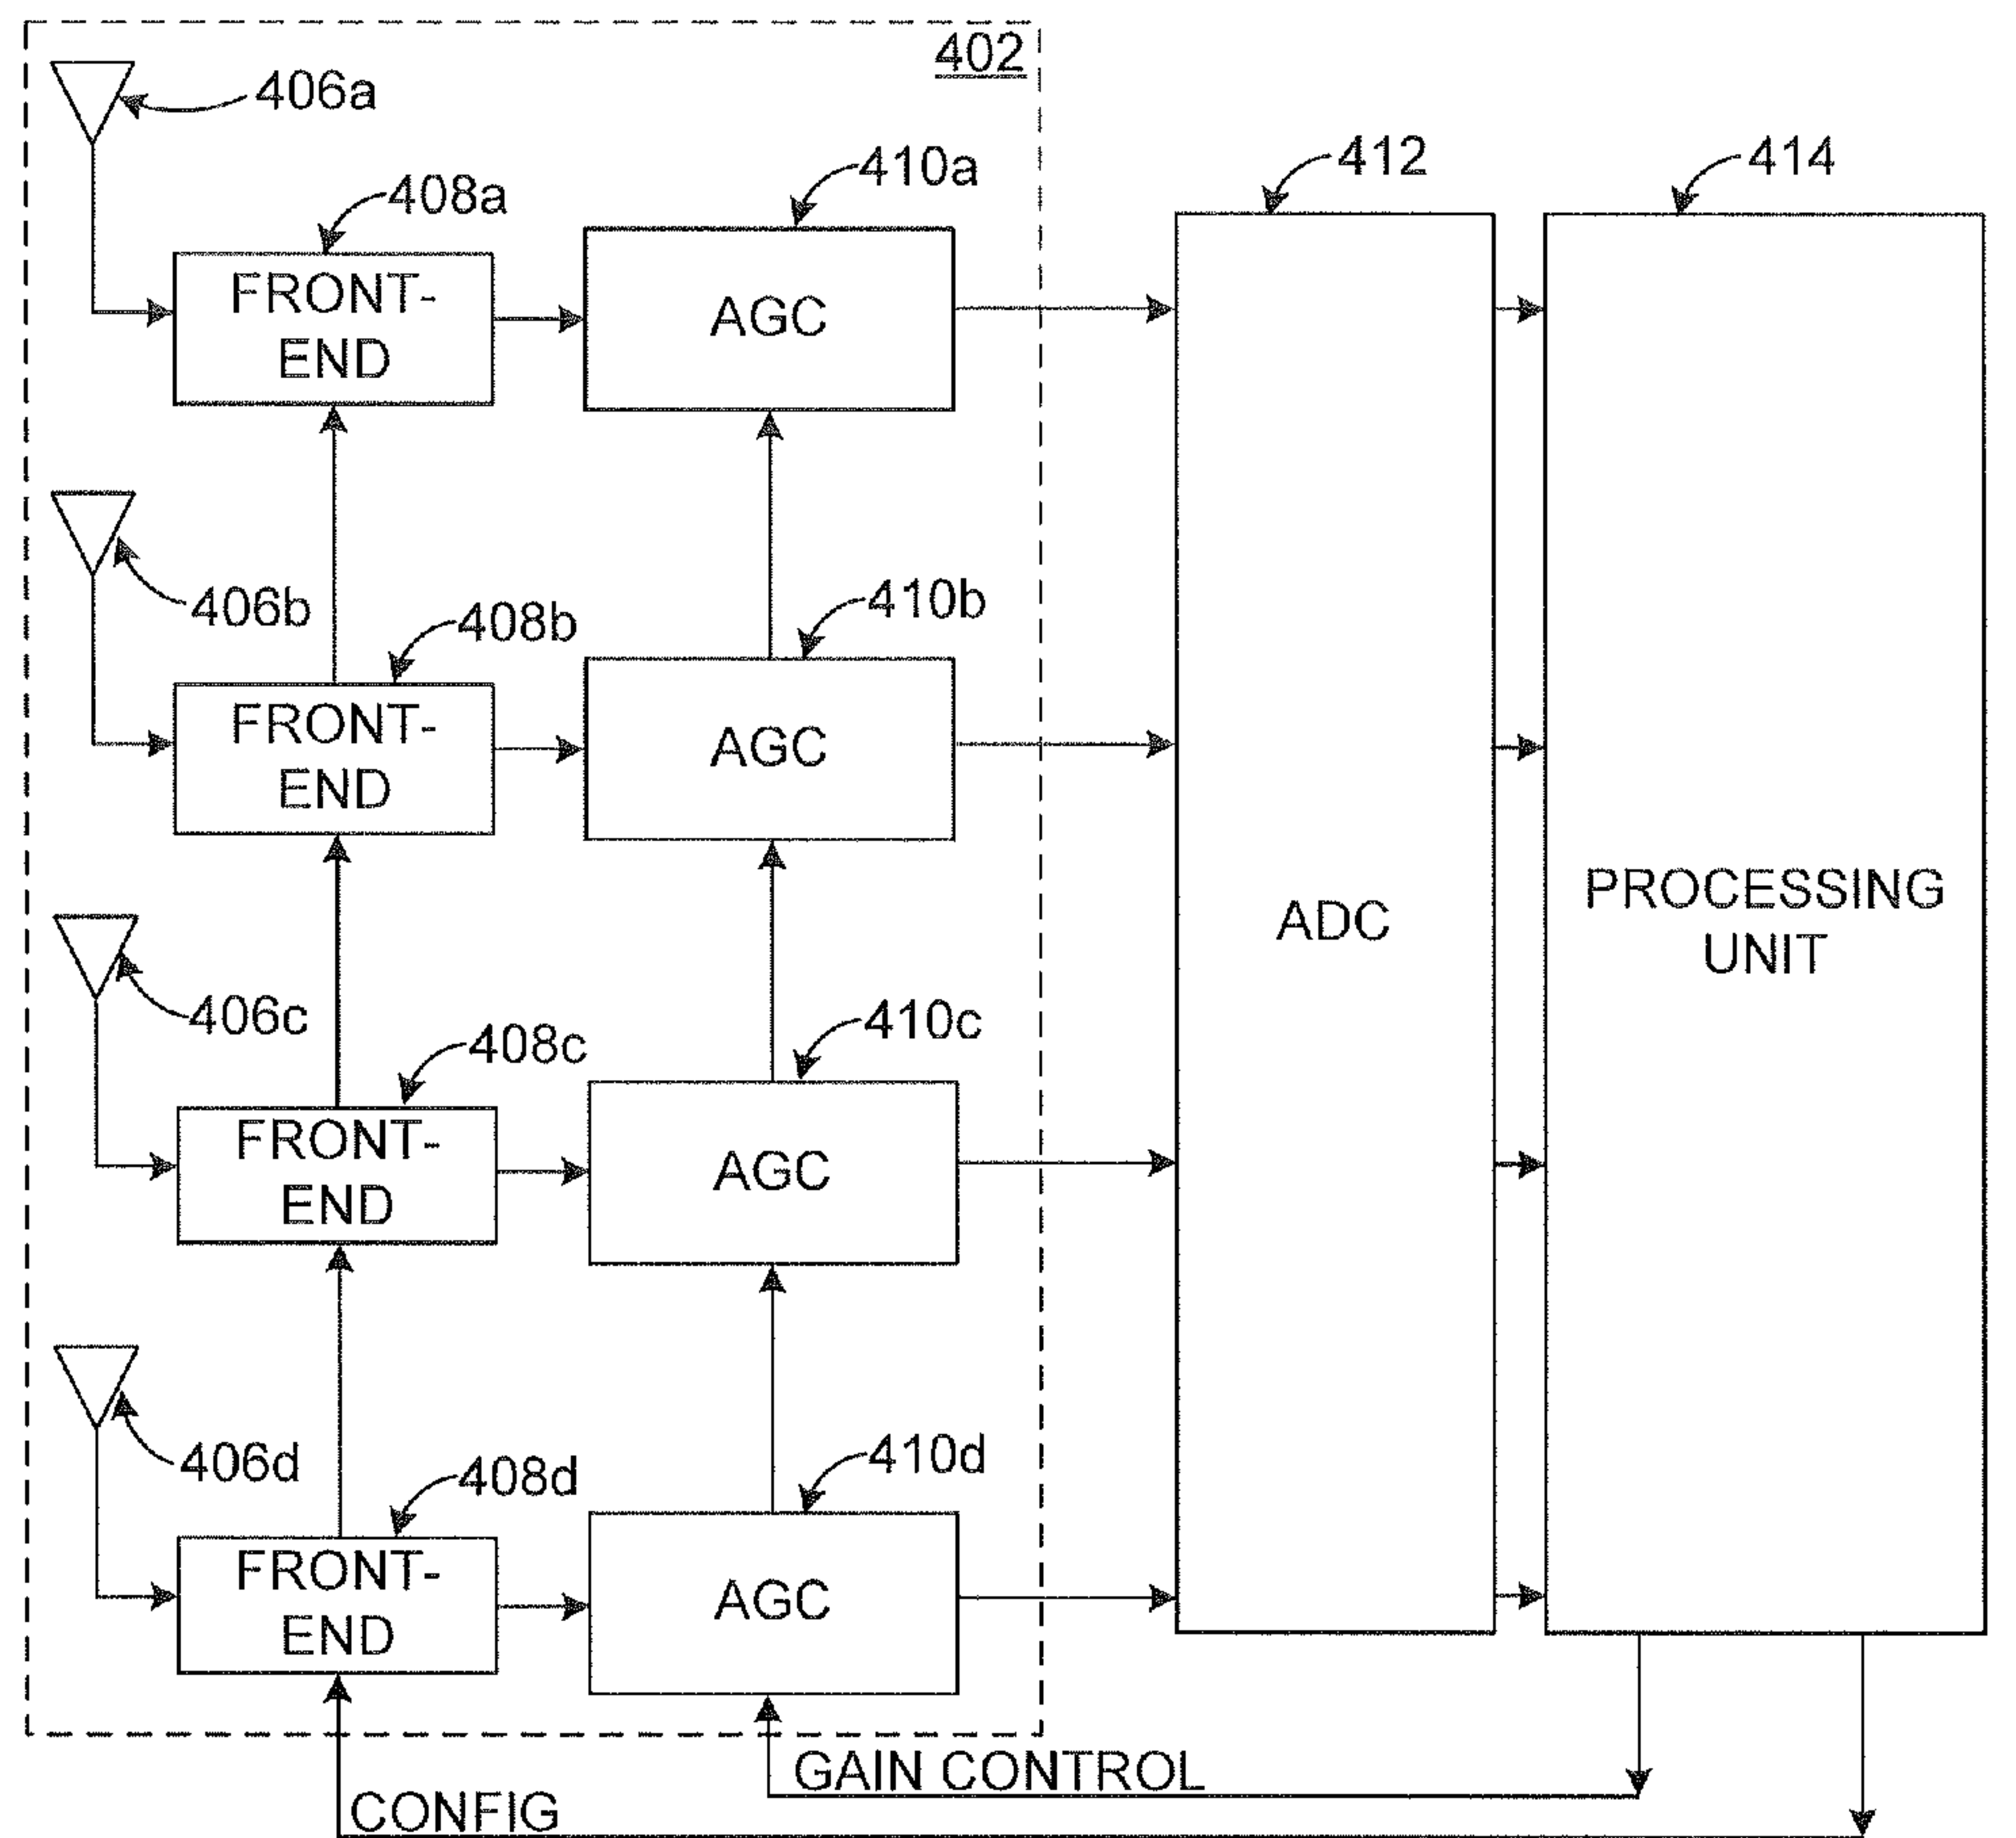 402
406a
410a
412
414
408a
FRONT-
END
AGC
406b
410b
408b
FRONT-
END
AGC
ADC
PROCESSING
UNIT
406c
410c
408c
FRONT-
END
AGC
406d
410d
408d
FRONT-
END
AGC
GAIN CONTROL
CONFIG